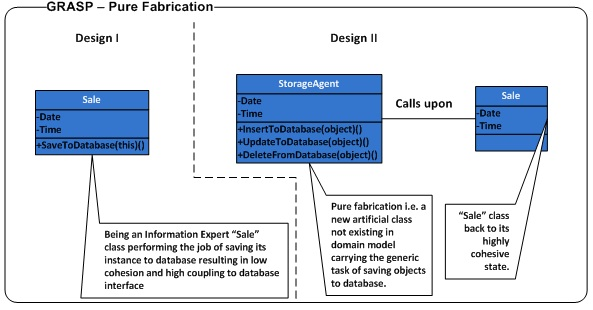 GRASP – Pure Fabrication
Design I
Design II
Sale
-Date
-Time
+SaveToDatabase(this)()
StorageAgent
-Date
-Time
+InsertToDatabase(object)()
+UpdateToDatabase(object)()
+DeleteFromDatabase(object)()
Calls upon
Sale
-Date
-Time
Being an Information Expert “Sale”
class performing the job of saving its
instance to database resulting in low
cohesion and high coupling to database
interface
Pure fabrication i.e. a
new artificial class
not existing in
domain model
carrying the generic
task of saving objects
to database.
“Sale” class
back to its
highly
cohesive
state.